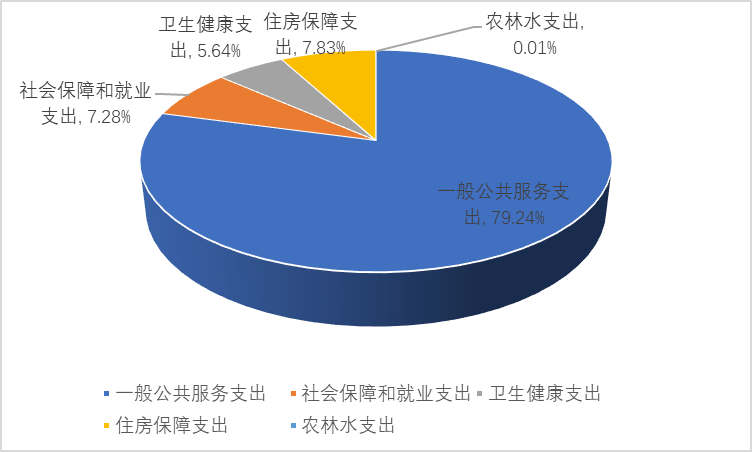 卫生健康支
出, 5.64%
住房保障支
出, 7.83%
农林水支出,
0.01%
社会保障和就业
支出, 7.28%
一般公共服务支
出, 79.24%
一般公共服务支出
社会保障和就业支出
卫生健康支出
住房保障支出
农林水支出